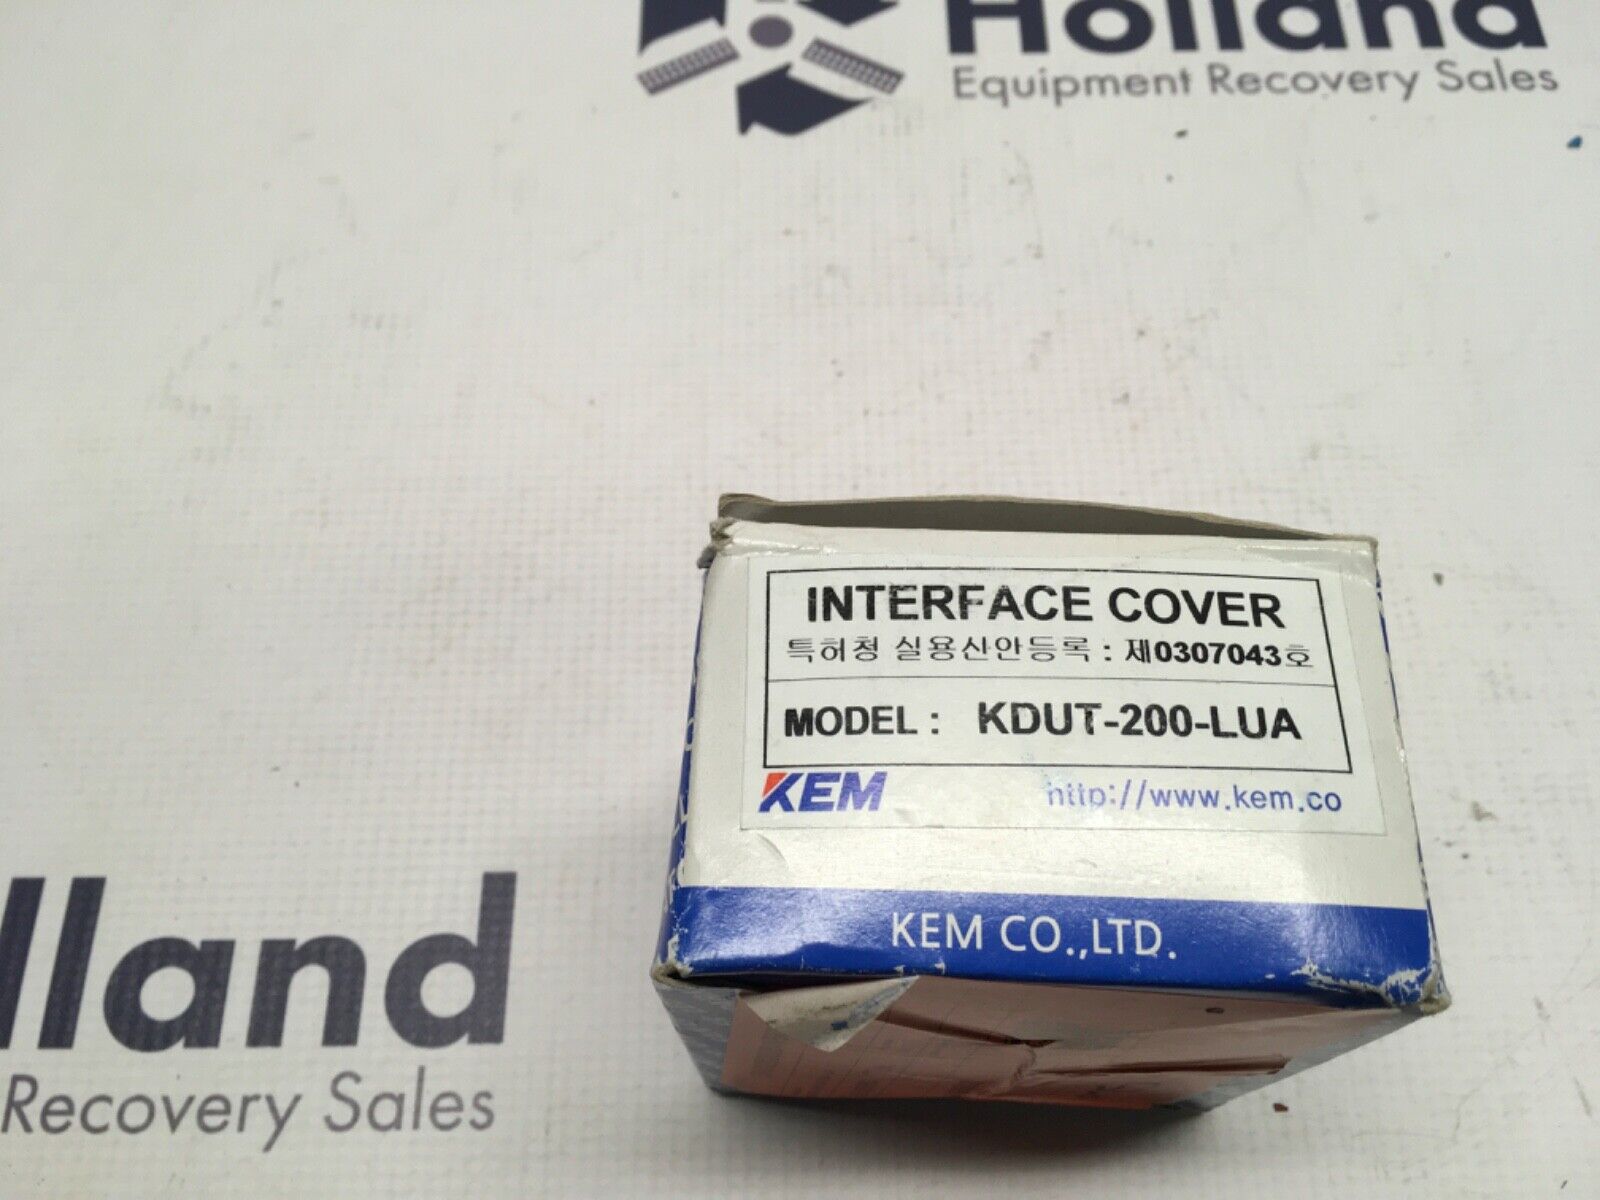 Holland
Equipment Recovery Sales
INTERFACE COVER
특허청 실용신안등록 : 제0307043호
MODEL : KDUT-200-LUA
KEM
http://www.kem.co
KEM CO.,LTD.
lland
Recovery Sales